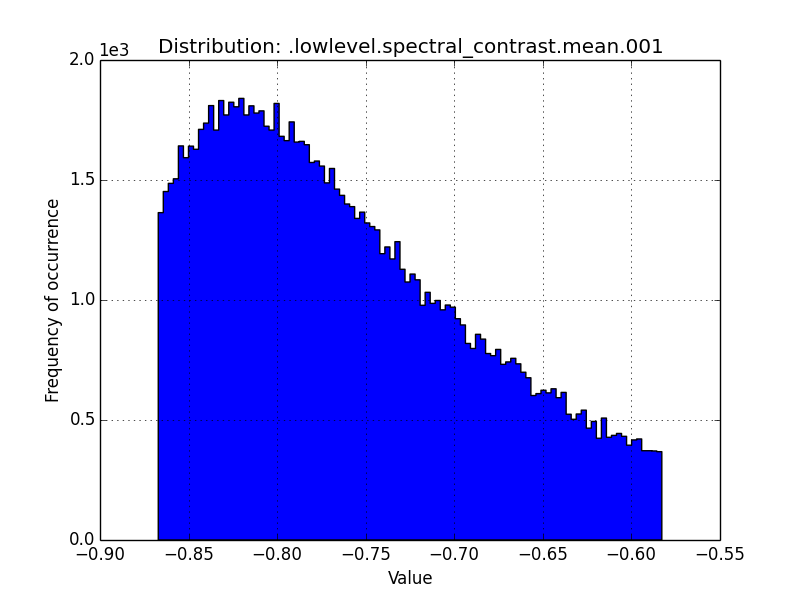 Distribution: .lowlevel.spectral_contrast.mean.001
1e3
2.0
1.5
1.0
0.5
0.0
Frequency of occurrence
−0.90 −0.85 −0.80 −0.75 −0.70 −0.65 −0.60 −0.55
Value